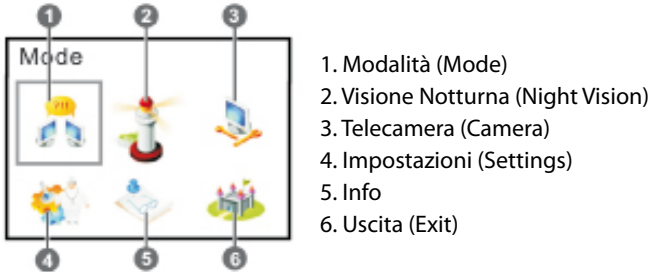 1 2 3
Mode
?!!
4 5 6
1. Modalità (Mode)
2. Visione Notturna (Night Vision)
3. Telecamera (Camera)
4. Impostazioni (Settings)
5. Info
6. Uscita (Exit)